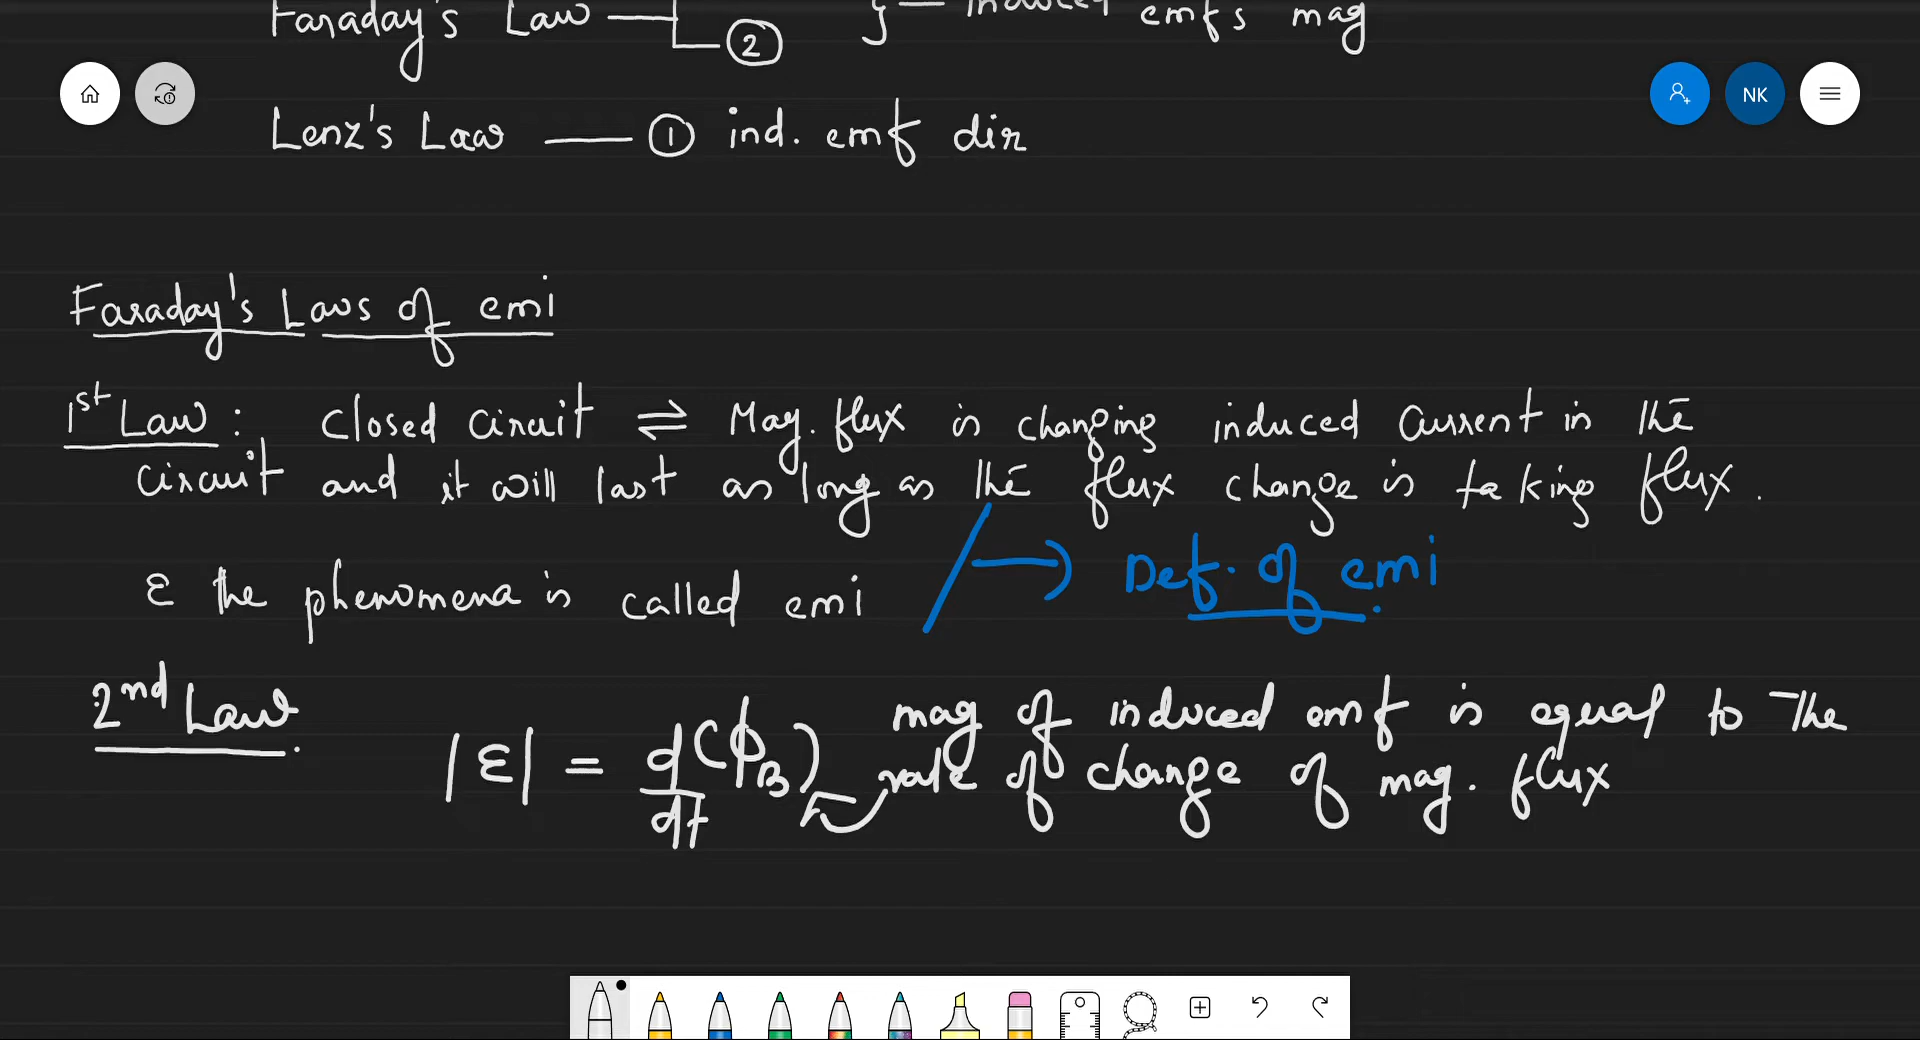 Faraday's Law — ② } — induced emf's mag
NK
Lenz's Law — ① ind. emf dir
Faraday's Laws of emi
1st Law : Closed Circuit ⇌ Mag. flux is changing induced Current in the
Circuit and it will last as long as the flux change is taking flux.
→ Def. of emi
ε the phenomena is called emi
2nd Law
mag of induced emf is equal to the
|ε| = d(ϕB)/dt rate of change of mag. flux